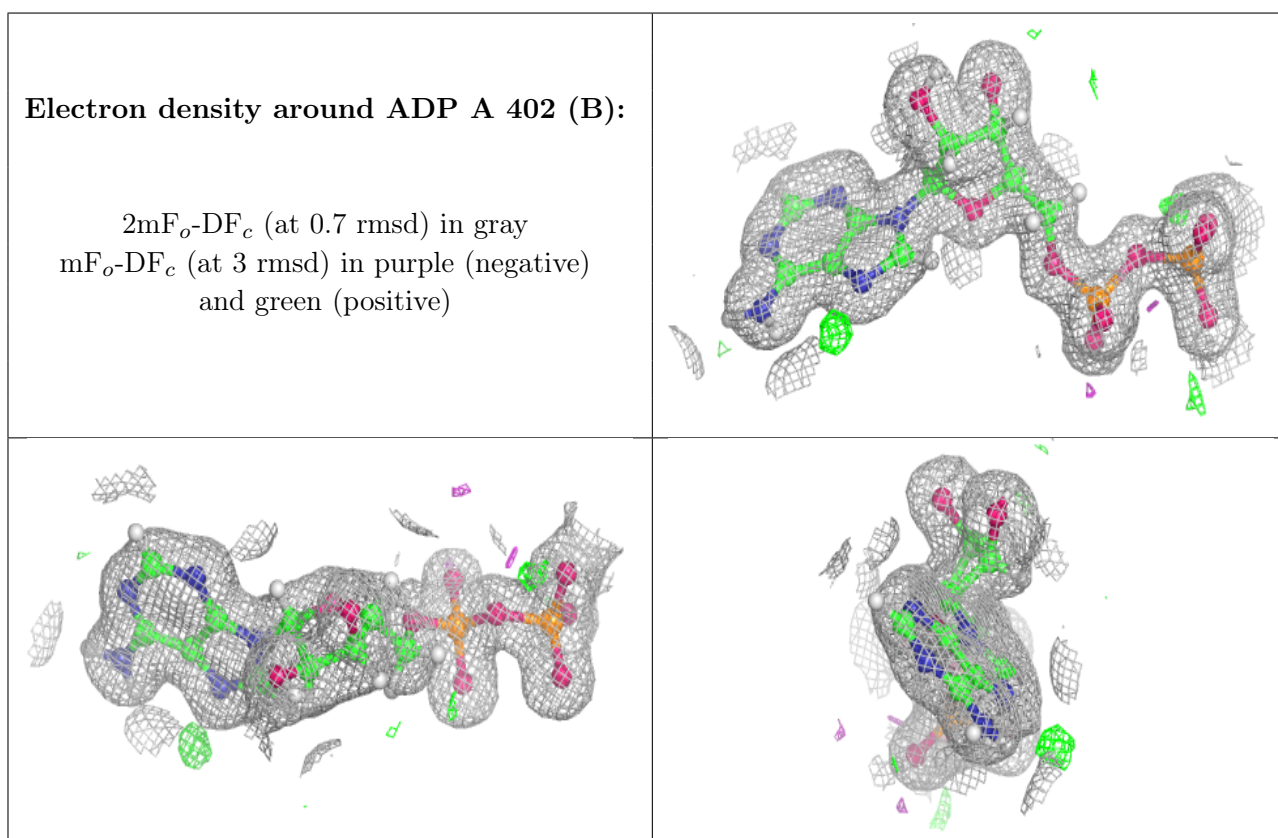 Electron density around ADP A 402 (B):
2mFₒ-DF𝒸 (at 0.7 rmsd) in gray
mFₒ-DF𝒸 (at 3 rmsd) in purple (negative)
and green (positive)